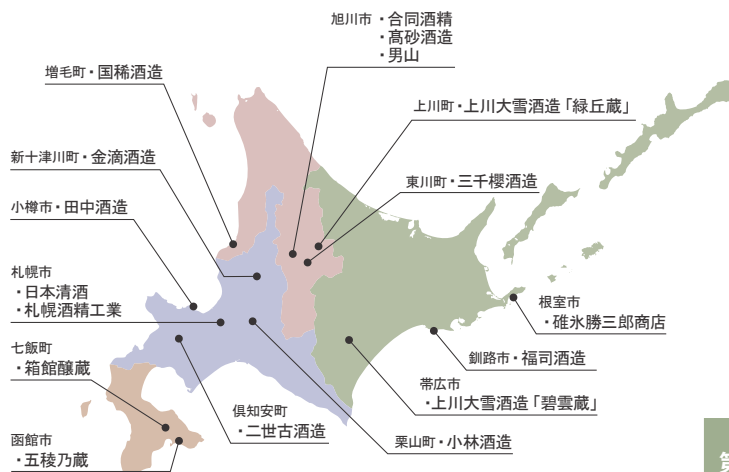 旭川市・合同酒精
・髙砂酒造
・男山
増毛町・国稀酒造
上川町・上川大雪酒造「緑丘蔵」
新十津川町・金滴酒造
東川町・三千櫻酒造
小樽市・田中酒造
札幌市
・日本清酒
・札幌酒精工業
根室市
・碓氷勝三郎商店
七飯町
・箱館醸蔵
釧路市・福司酒造
帯広市
・上川大雪酒造「碧雲蔵」
倶知安町
・二世古酒造
栗山町・小林酒造
函館市
・五稜乃蔵
第